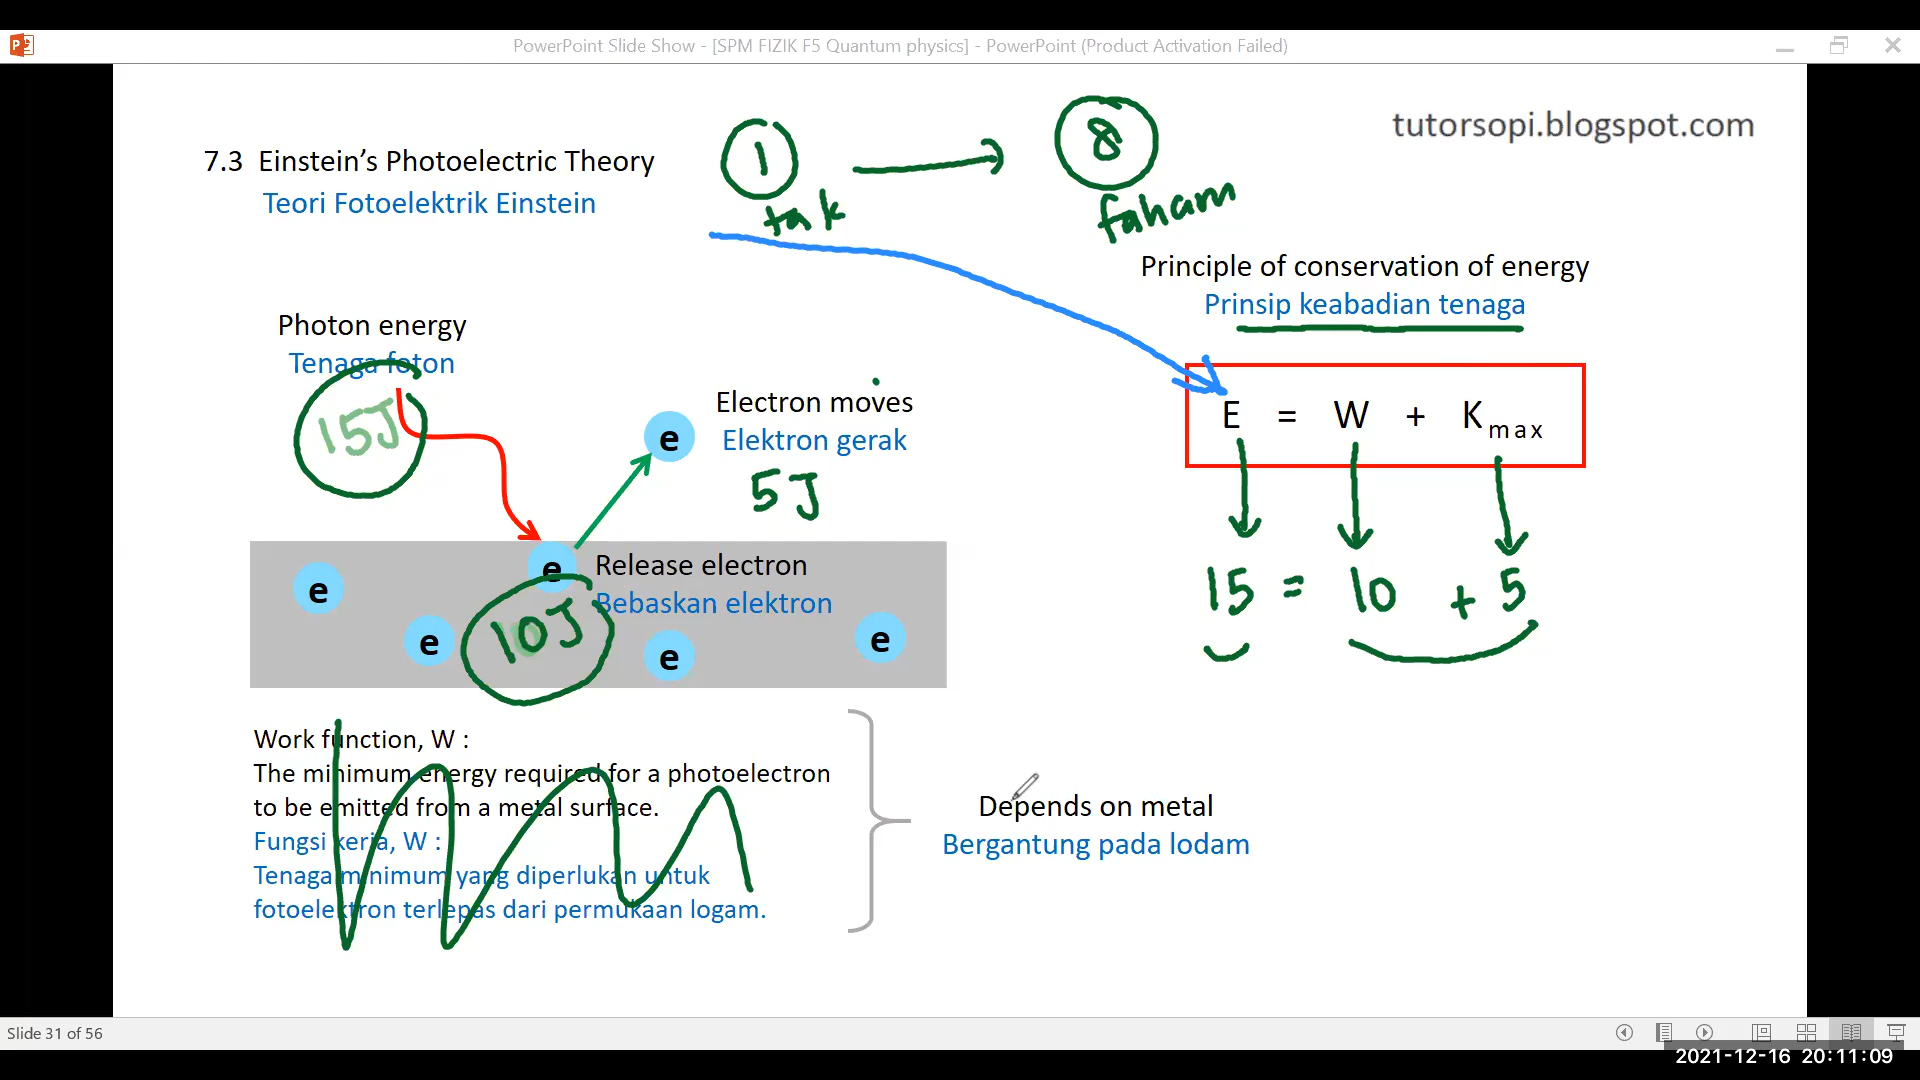 PowerPoint Slide Show - [SPM FIZIK F5 Quantum physics] - PowerPoint (Product Activation Failed)
tutorsopi.blogspot.com
7.3 Einstein's Photoelectric Theory
Teori Fotoelektrik Einstein
1
tak
8
faham
Principle of conservation of energy
Prinsip keabadian tenaga
Photon energy
Tenaga foton
15J
Electron moves
Elektron gerak
5J
E = W + Kmax
15 = 10 + 5
e
e
Release electron
Bebaskan elektron
10J
e
e
e
e
Work function, W :
The minimum energy required for a photoelectron
to be emitted from a metal surface.
Fungsi kerja, W :
Tenaga minimum yang diperlukan untuk
fotoelektron terlepas dari permukaan logam.
Depends on metal
Bergantung pada lodam
Slide 31 of 56
2021-12-16 20:11:09